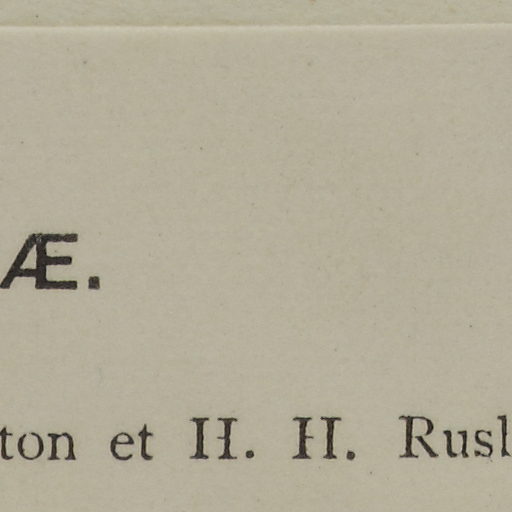 Æ.
ton et H. H. Rusl